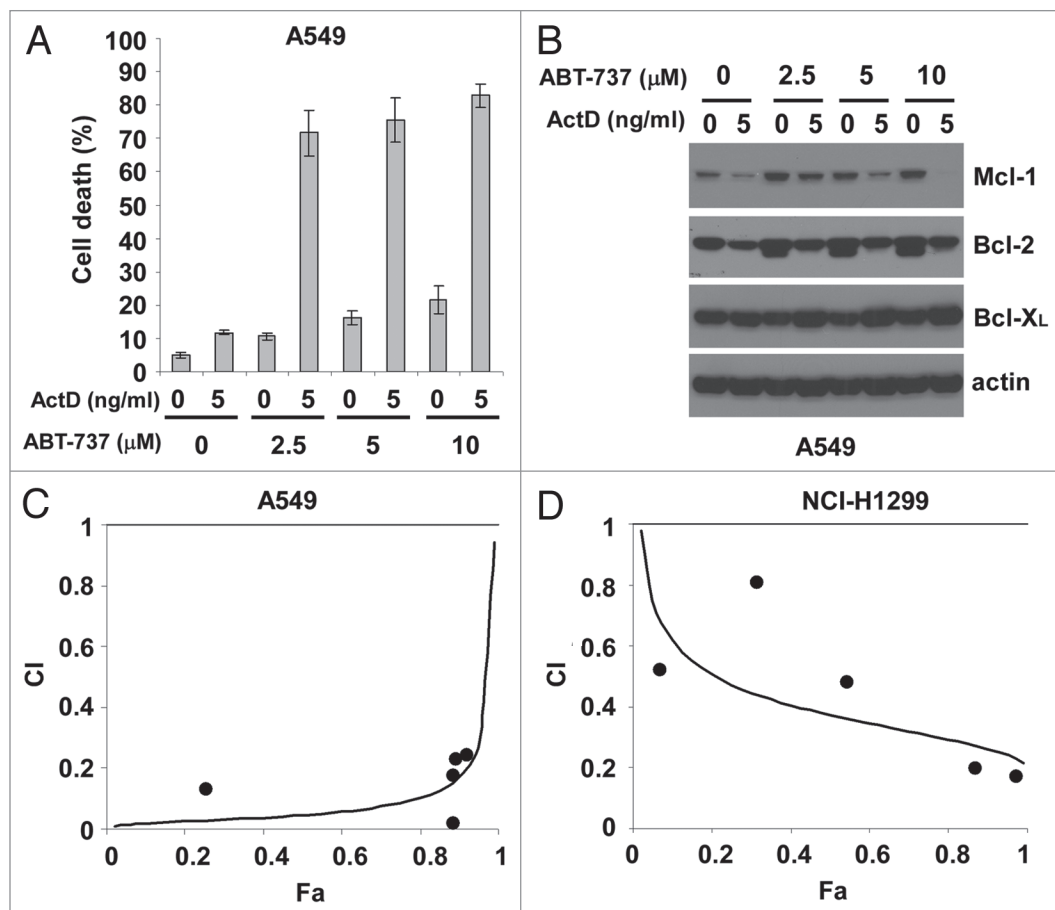 A
A549
100
90
80
70
60
50
40
30
20
10
0
Cell death (%)
ActD (ng/ml) 0 5 0 5 0 5 0 5
ABT-737 (μM) 0 2.5 5 10
B
ABT-737 (μM) 0 2.5 5 10
ActD (ng/ml) 0 5 0 5 0 5 0 5
Mcl-1
Bcl-2
Bcl-XL
actin
A549
C
A549
1
0.8
0.6
0.4
0.2
0
CI
0 0.2 0.4 0.6 0.8 1
Fa
D
NCI-H1299
1
0.8
0.6
0.4
0.2
0
CI
0 0.2 0.4 0.6 0.8 1
Fa